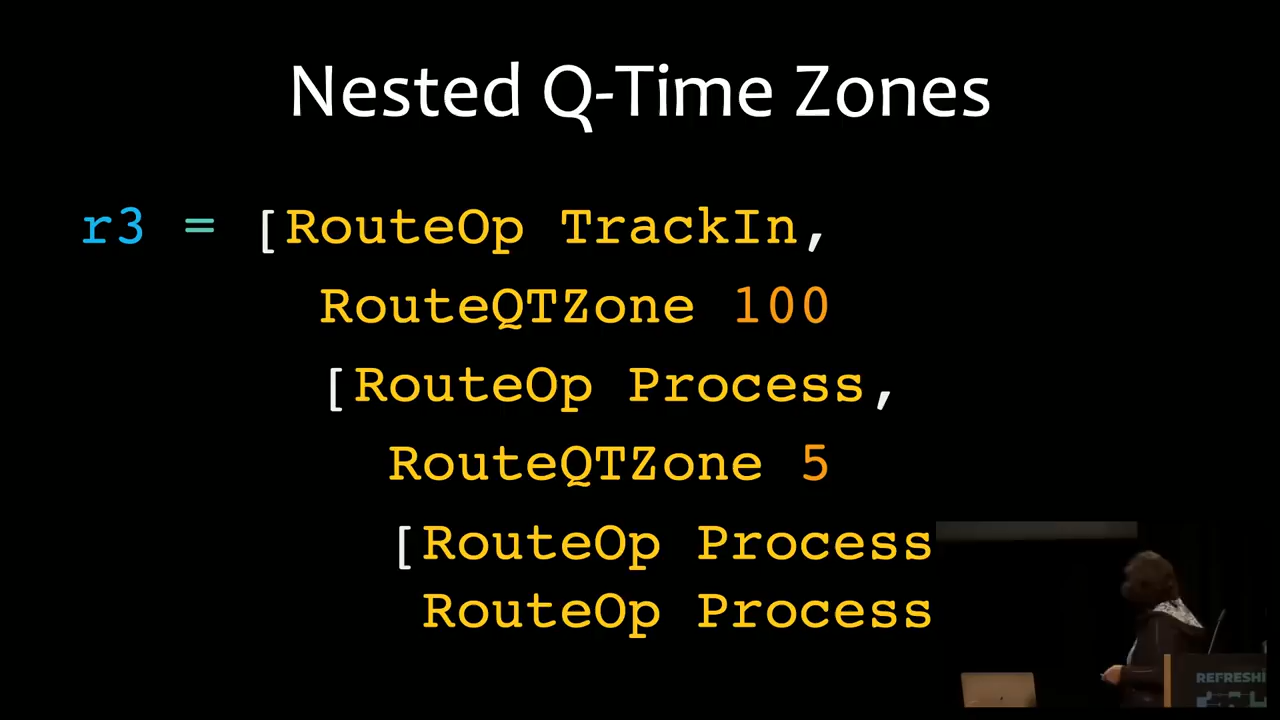 Nested Q-Time Zones
r3 = [RouteOp TrackIn,
RouteQTZone 100
[RouteOp Process,
RouteQTZone 5
[RouteOp Process
RouteOp Process